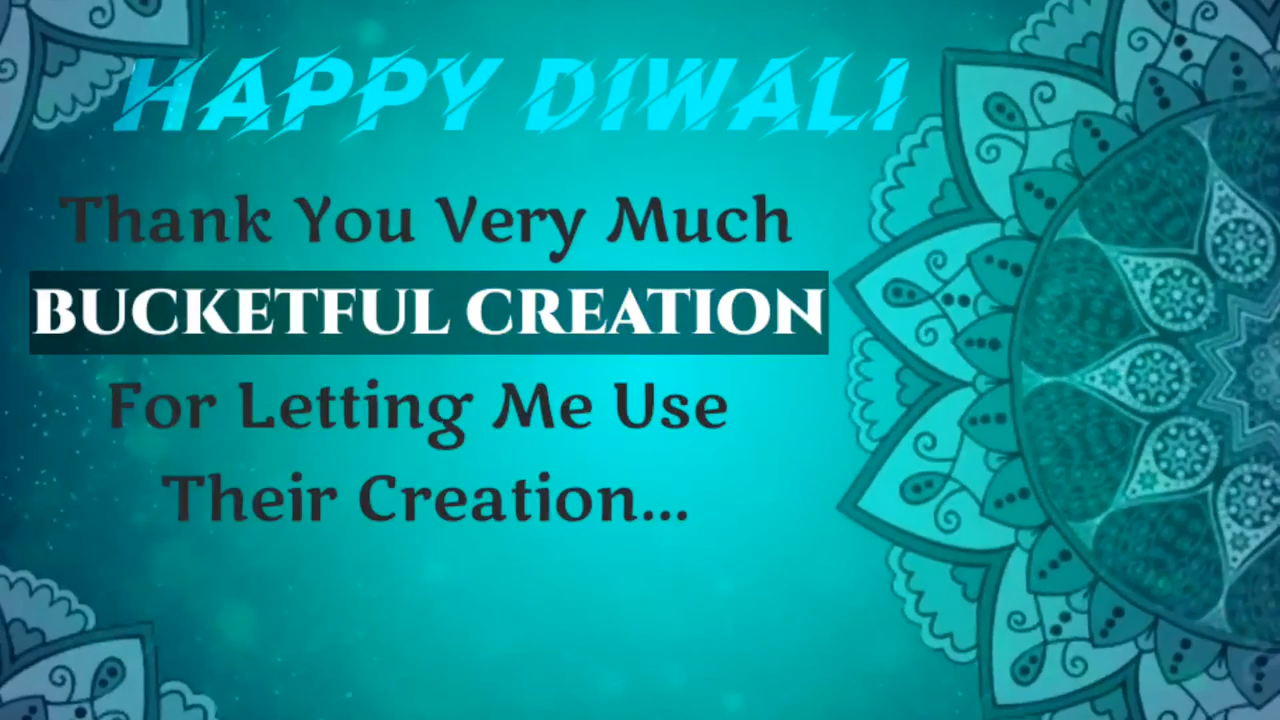 HAPPY DIWALI
Thank You Very Much
BUCKETFUL CREATION
For Letting Me Use
Their Creation...